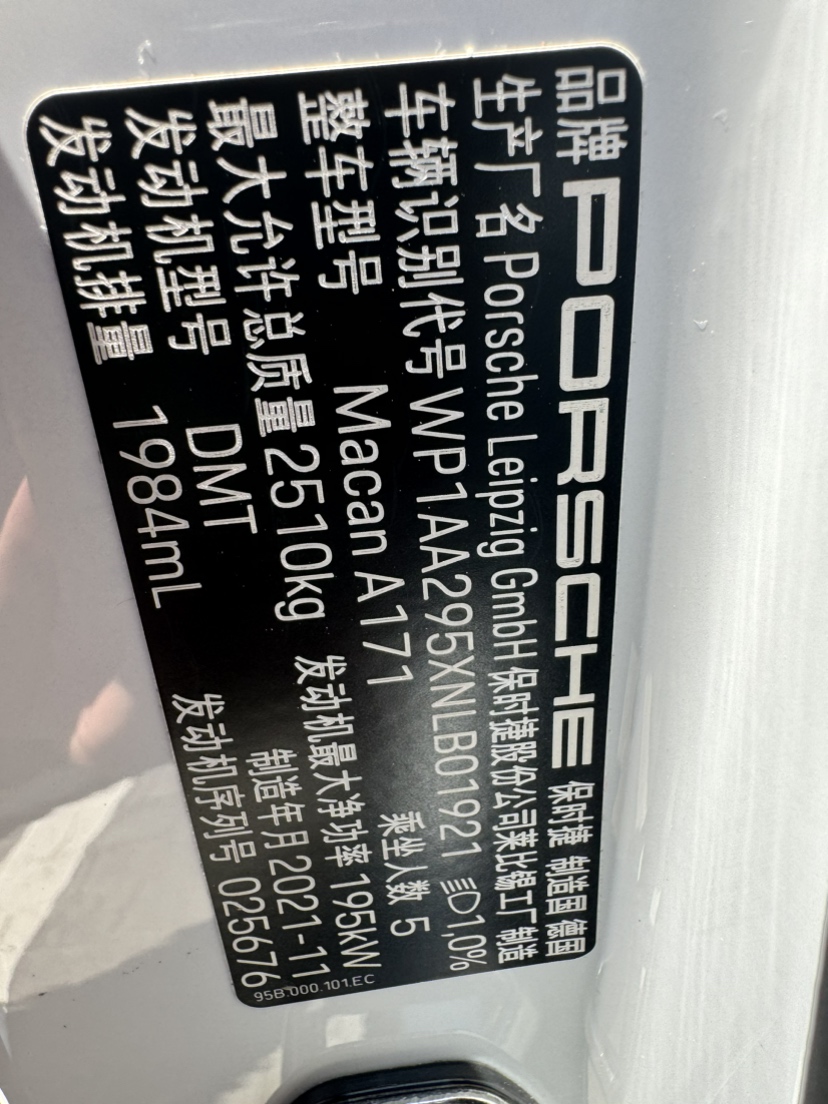 品牌 PORSCHE 保时捷 制造国 德国
生产厂名 Porsche Leipzig GmbH 保时捷股份公司莱比锡工厂制造
车辆识别代号 WP1AA295XNLB01921 1,0%
整车型号 Macan A171 乘坐人数 5
最大允许总质量 2510kg 发动机最大净功率 195kW
发动机型号 DMT 制造年月 2021-11
发动机排量 1984mL 发动机序列号 025676
95B.000.101.EC